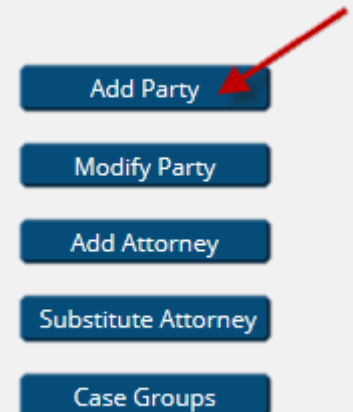 Add Party
Modify Party
Add Attorney
Substitute Attorney
Case Groups